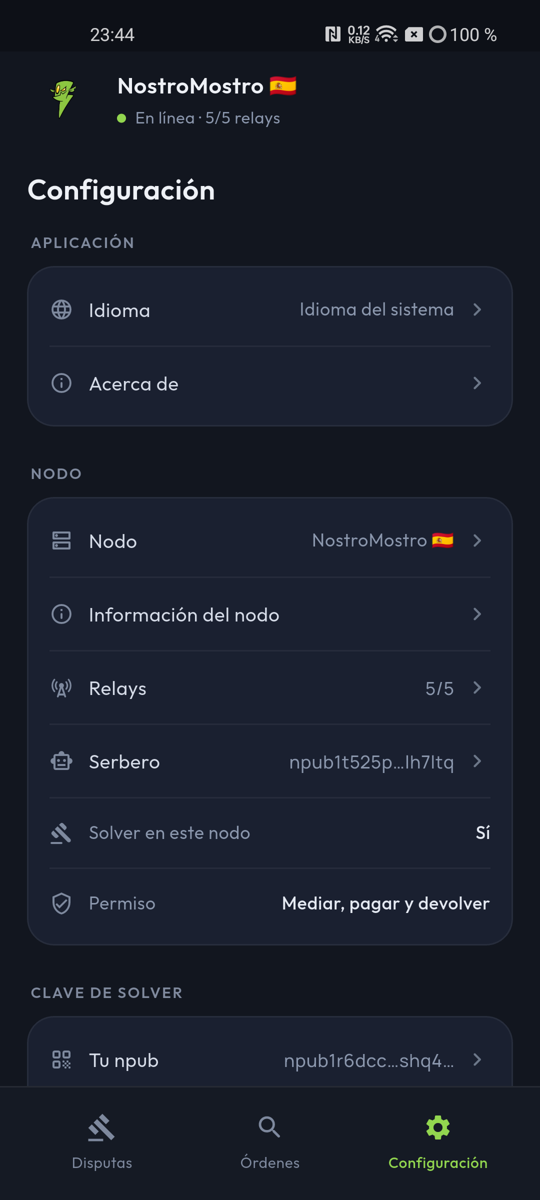 23:44
0.12 KB/S
100 %
NostroMostro 🇪🇸
En línea · 5/5 relays
Configuración
APLICACIÓN
Idioma Idioma del sistema
Acerca de
NODO
Nodo NostroMostro 🇪🇸
Información del nodo
Relays 5/5
Serbero npub1t525p…lh7ltq
Solver en este nodo Sí
Permiso Mediar, pagar y devolver
CLAVE DE SOLVER
Tu npub npub1r6dcc…shq4…
Disputas Órdenes Configuración